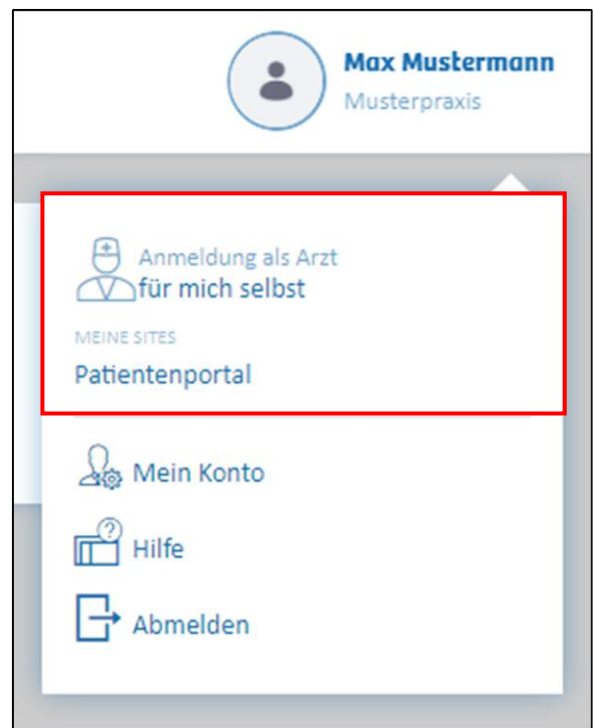 Max Mustermann
Musterpraxis
Anmeldung als Arzt
für mich selbst
MEINE SITES
Patientenportal
Mein Konto
?
Hilfe
Abmelden